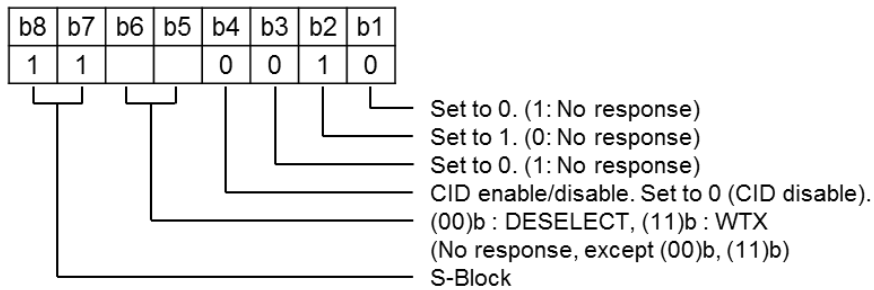 b8 b7 b6 b5 b4 b3 b2 b1
1 1 0 0 1 0
Set to 0. (1: No response)
Set to 1. (0: No response)
Set to 0. (1: No response)
CID enable/disable. Set to 0 (CID disable).
(00)b : DESELECT, (11)b : WTX
(No response, except (00)b, (11)b)
S-Block